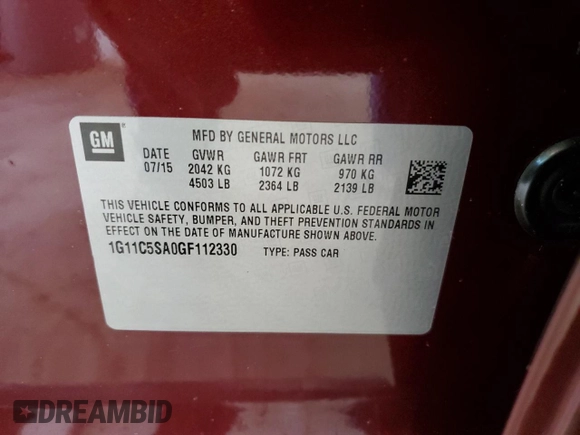 GM
MFD BY GENERAL MOTORS LLC
DATE GVWR GAWR FRT GAWR RR
07/15 2042 KG 1072 KG 970 KG
4503 LB 2364 LB 2139 LB
THIS VEHICLE CONFORMS TO ALL APPLICABLE U.S. FEDERAL MOTOR
VEHICLE SAFETY, BUMPER, AND THEFT PREVENTION STANDARDS IN
EFFECT ON THE DATE OF MANUFACTURE SHOWN ABOVE.
1G11C5SA0GF112330 TYPE: PASS CAR
DREAMBID